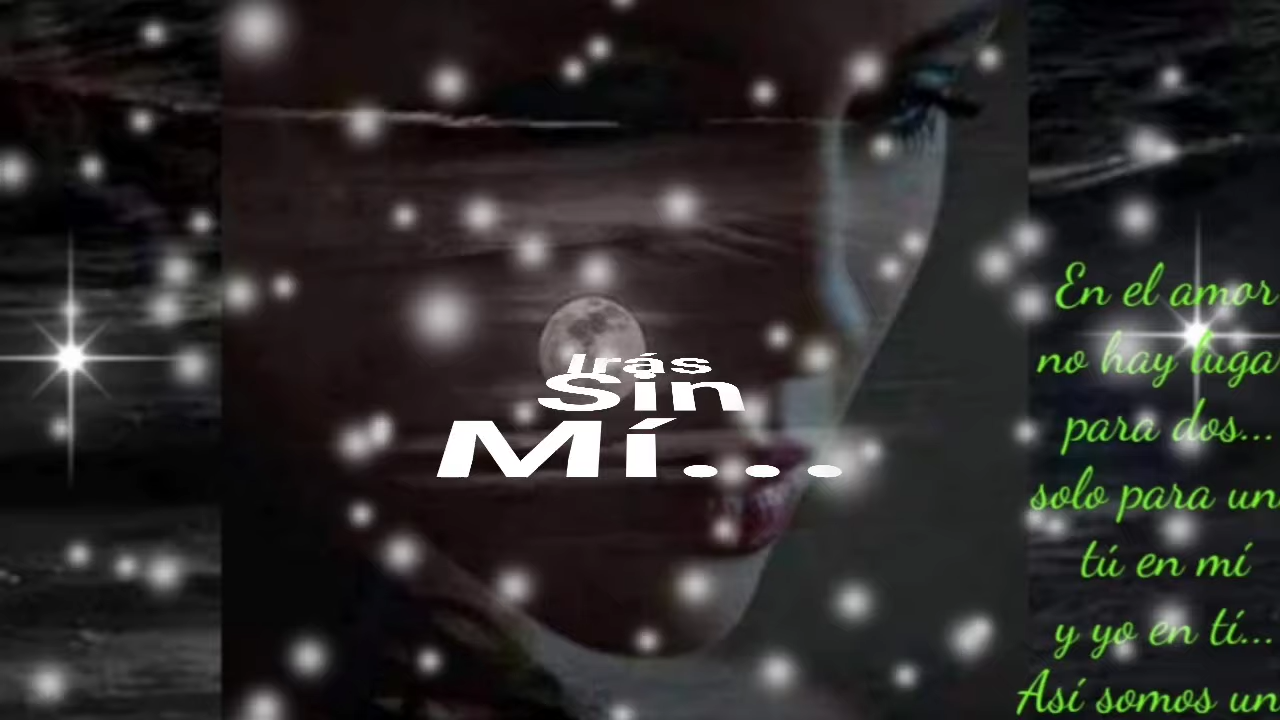 Irás
Sin
Mí...
En el amor
no hay luga
para dos...
solo para un
tú en mí
y yo en tí...
Así somos un